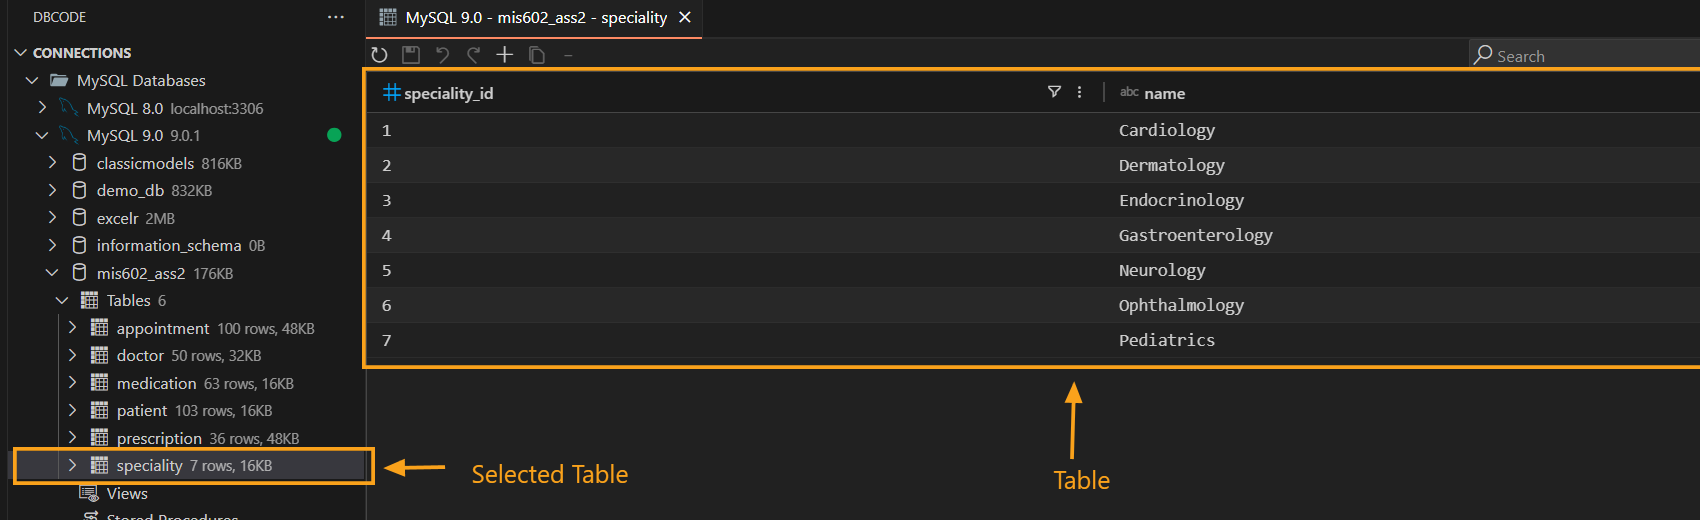 DBCODE
CONNECTIONS
MySQL Databases
MySQL 8.0 localhost:3306
MySQL 9.0 9.0.1
classicmodels 816KB
demo_db 832KB
excelr 2MB
information_schema 0B
mis602_ass2 176KB
Tables 6
appointment 100 rows, 48KB
doctor 50 rows, 32KB
medication 63 rows, 16KB
patient 103 rows, 16KB
prescription 36 rows, 48KB
speciality 7 rows, 16KB
Views
Stored Procedures
MySQL 9.0 - mis602_ass2 - speciality
Search
speciality_id abc name
1 Cardiology
2 Dermatology
3 Endocrinology
4 Gastroenterology
5 Neurology
6 Ophthalmology
7 Pediatrics
Selected Table
Table